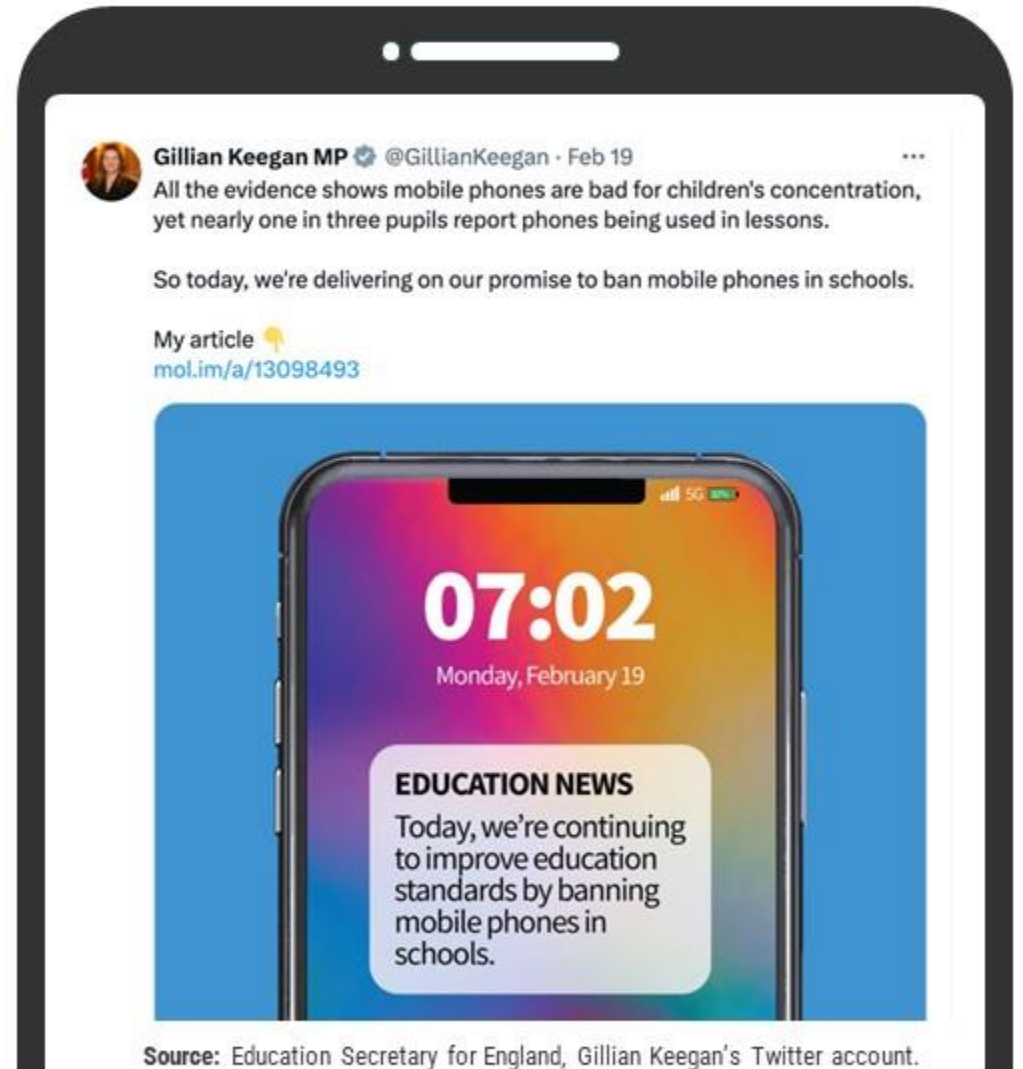 Gillian Keegan MP @GillianKeegan · Feb 19 ...
All the evidence shows mobile phones are bad for children's concentration,
yet nearly one in three pupils report phones being used in lessons.
So today, we're delivering on our promise to ban mobile phones in schools.
My article 👇
mol.im/a/13098493
5G
07:02
Monday, February 19
EDUCATION NEWS
Today, we're continuing
to improve education
standards by banning
mobile phones in
schools.
Source: Education Secretary for England, Gillian Keegan's Twitter account.